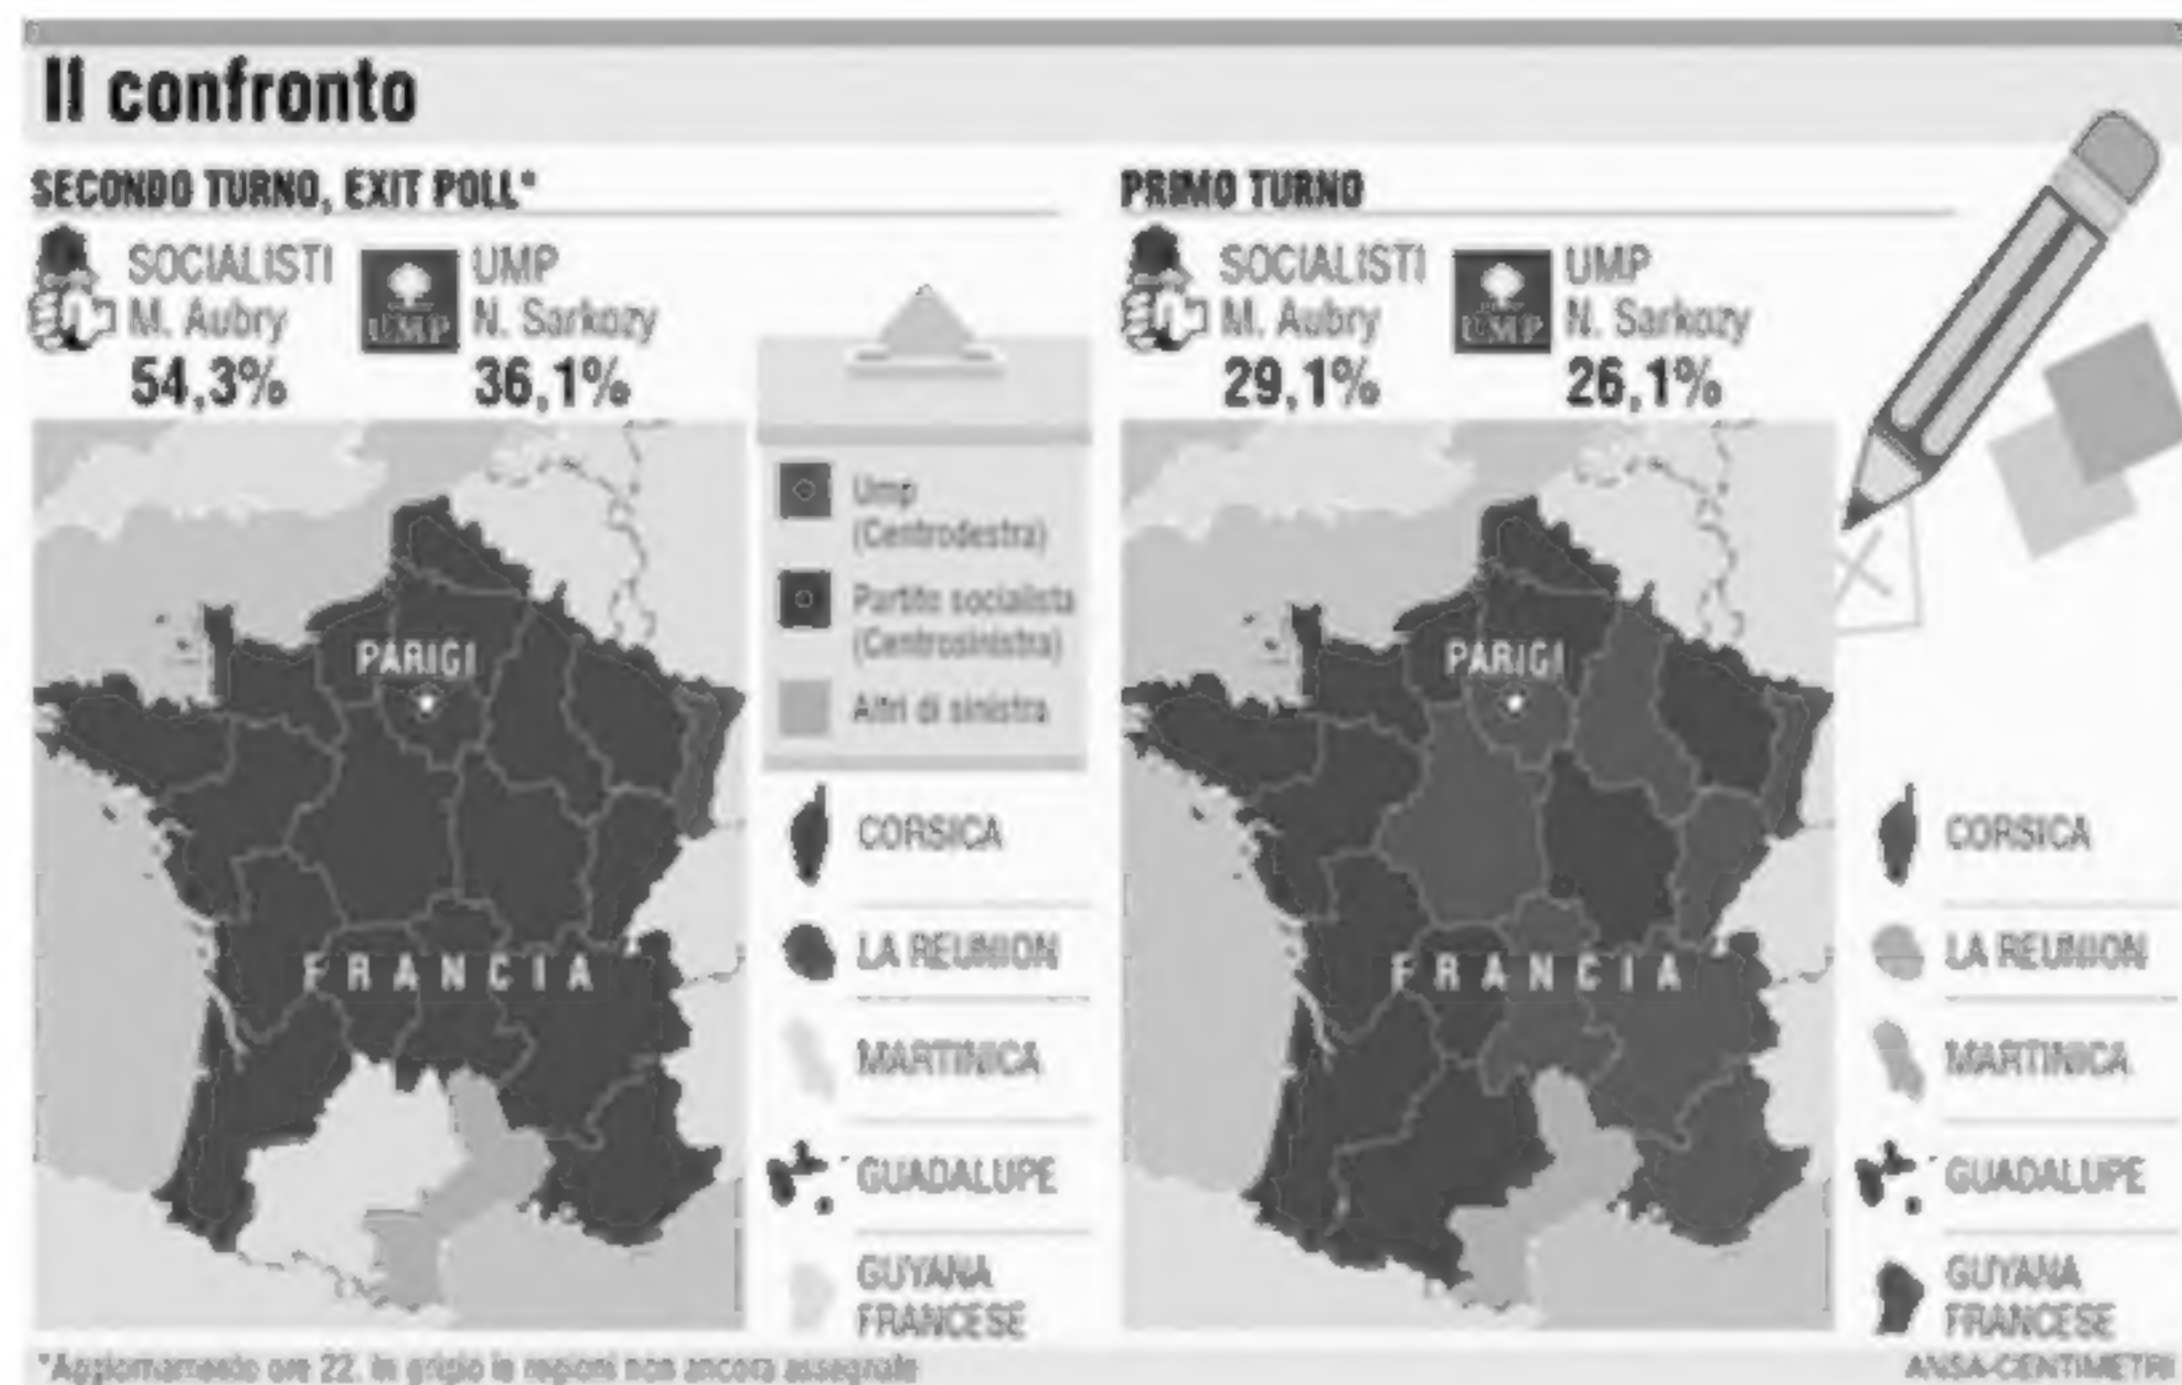 Il confronto
SECONDO TURNO, EXIT POLL*
SOCIALISTI
M. Aubry
54,3%
UMP
UMP
N. Sarkozy
36,1%
PARIGI
FRANCIA
Ump
(Centrodestra)
Partito socialista
(Centrosinistra)
Altri di sinistra
CORSICA
LA REUNION
MARTINICA
GUADALUPE
GUYANA
FRANCESE
PRIMO TURNO
SOCIALISTI
M. Aubry
29,1%
UMP
UMP
N. Sarkozy
26,1%
PARIGI
FRANCIA
CORSICA
LA REUNION
MARTINICA
GUADALUPE
GUYANA
FRANCESE
*Aggiornamento ore 22. In grigio le regioni non ancora assegnate
ANSA-CENTIMETRI